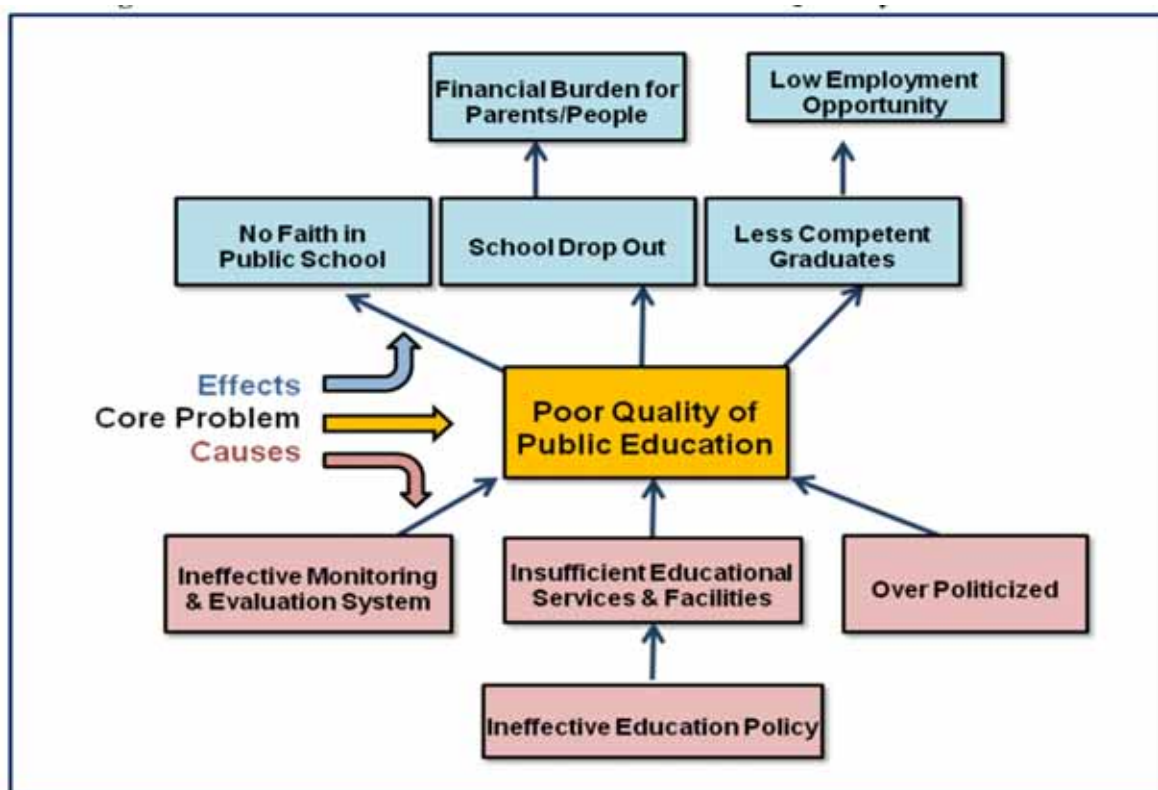 Financial Burden for
Parents/People
Low Employment
Opportunity
No Faith in
Public School
School Drop Out
Less Competent
Graduates
Effects
Core Problem
Causes
Poor Quality of
Public Education
Ineffective Monitoring
& Evaluation System
Insufficient Educational
Services & Facilities
Over Politicized
Ineffective Education Policy